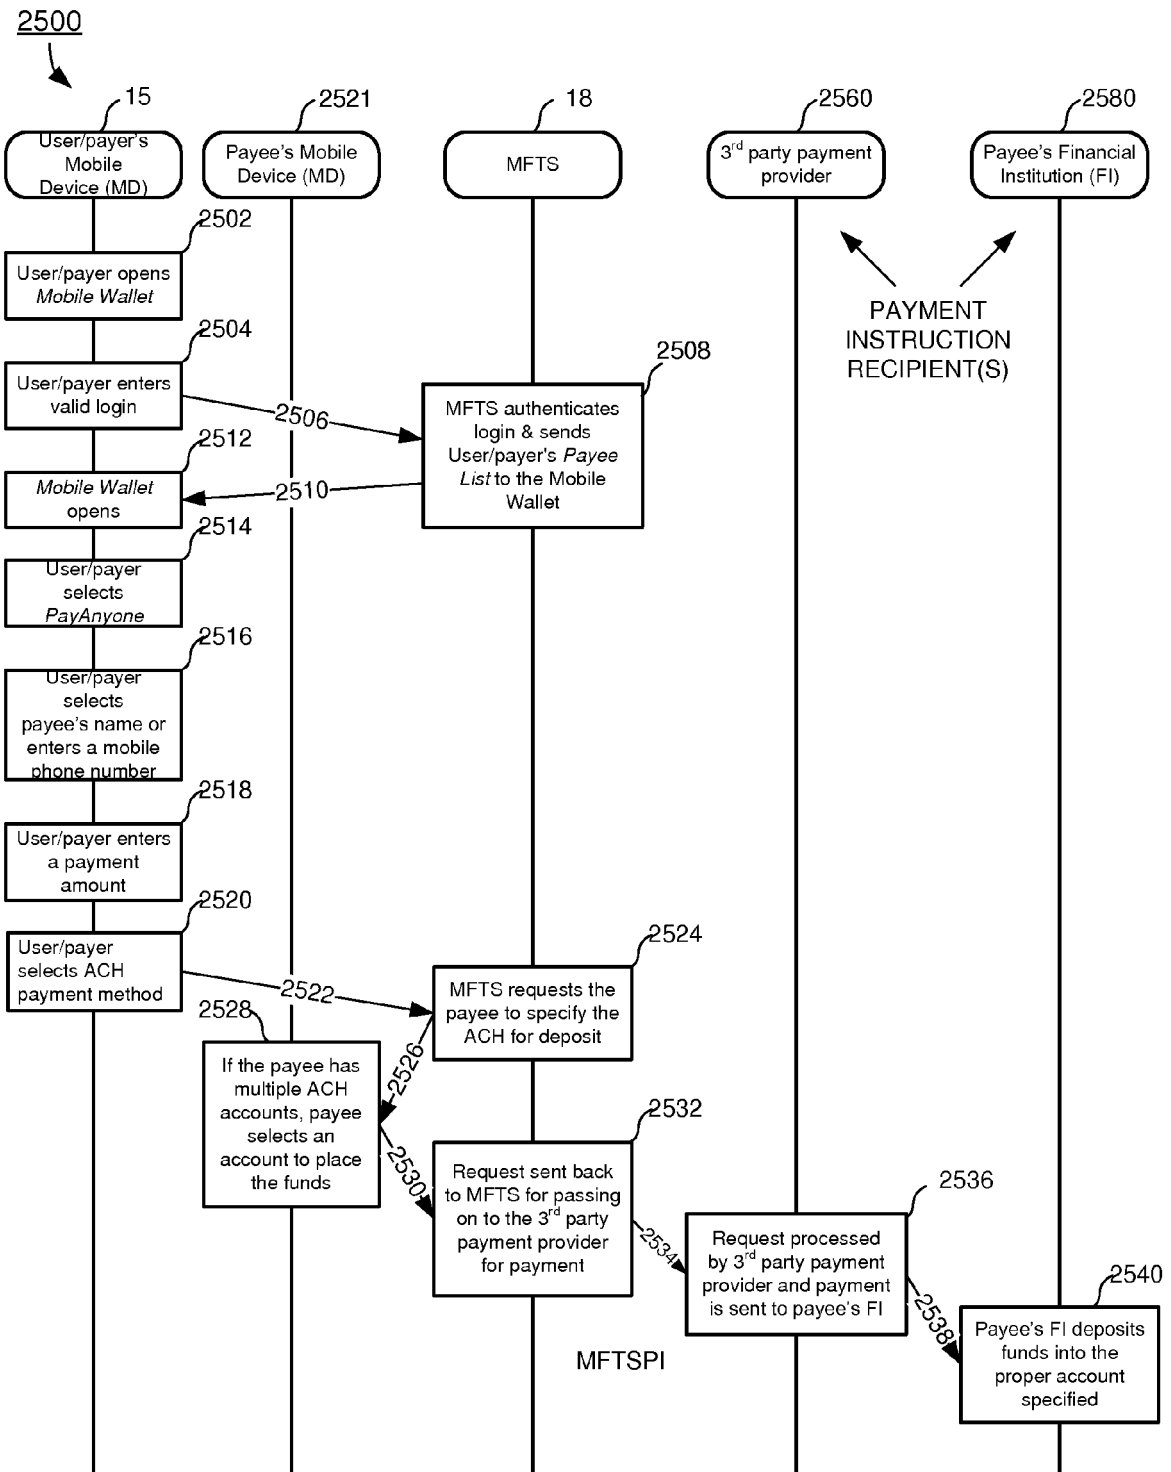 2500
15
2521
18
2560
2580
User/payer's
Mobile
Device (MD)
Payee's Mobile
Device (MD)
MFTS
3rd party payment
provider
Payee's Financial
Institution (FI)
2502
User/payer opens
Mobile Wallet
PAYMENT
INSTRUCTION
RECIPIENT(S)
2504
User/payer enters
valid login
2506
2508
MFTS authenticates
login & sends
User/payer's Payee
List to the Mobile
Wallet
2510
2512
Mobile Wallet
opens
2514
User/payer
selects
PayAnyone
2516
User/payer
selects
payee's name or
enters a mobile
phone number
2518
User/payer enters
a payment
amount
2520
User/payer
selects ACH
payment method
2522
2524
MFTS requests the
payee to specify the
ACH for deposit
2526
2528
If the payee has
multiple ACH
accounts, payee
selects an
account to place
the funds
2530
2532
Request sent back
to MFTS for passing
on to the 3rd party
payment provider
for payment
2534
2536
Request processed
by 3rd party payment
provider and payment
is sent to payee's FI
2538
2540
Payee's FI deposits
funds into the
proper account
specified
MFTSPI